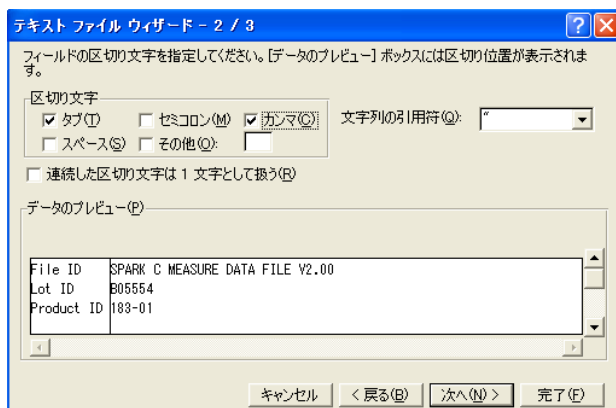 テキスト ファイル ウィザード - 2 / 3
フィールドの区切り文字を指定してください。[データのプレビュー] ボックスには区切り位置が表示されま
す。
区切り文字
タブ(T) セミコロン(M) カンマ(C) 文字列の引用符(Q): "
スペース(S) その他(O):
連続した区切り文字は 1 文字として扱う(R)
データのプレビュー(P)
File ID SPARK C MEASURE DATA FILE V2.00
Lot ID B05554
Product ID 183-01
キャンセル < 戻る(B) 次へ(N) > 完了(F)